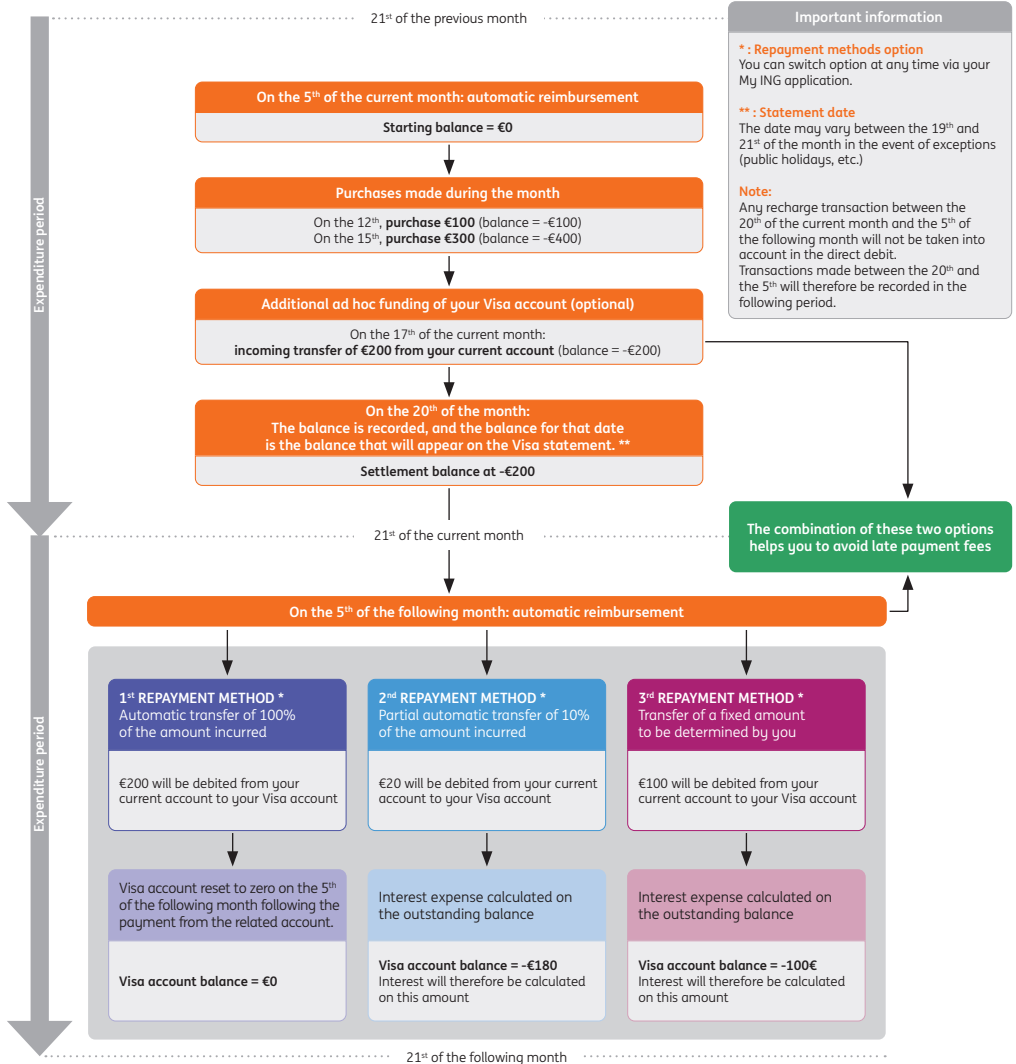 21st of the previous month
Important information
* : Repayment methods option
You can switch option at any time via your
My ING application.
** : Statement date
The date may vary between the 19th and
21st of the month in the event of exceptions
(public holidays, etc.)
Note:
Any recharge transaction between the
20th of the current month and the 5th of
the following month will not be taken into
account in the direct debit.
Transactions made between the 20th and
the 5th will therefore be recorded in the
following period.
Expenditure period
On the 5th of the current month: automatic reimbursement
Starting balance = €0
Purchases made during the month
On the 12th, purchase €100 (balance = -€100)
On the 15th, purchase €300 (balance = -€400)
Additional ad hoc funding of your Visa account (optional)
On the 17th of the current month:
incoming transfer of €200 from your current account (balance = -€200)
On the 20th of the month:
The balance is recorded, and the balance for that date
is the balance that will appear on the Visa statement. **
Settlement balance at -€200
21st of the current month
The combination of these two options
helps you to avoid late payment fees
Expenditure period
On the 5th of the following month: automatic reimbursement
1st REPAYMENT METHOD *
Automatic transfer of 100%
of the amount incurred
€200 will be debited from your
current account to your Visa account
Visa account reset to zero on the 5th
of the following month following the
payment from the related account.
Visa account balance = €0
2nd REPAYMENT METHOD *
Partial automatic transfer of 10%
of the amount incurred
€20 will be debited from your current
account to your Visa account
Interest expense calculated on
the outstanding balance
Visa account balance = -€180
Interest will therefore be calculated
on this amount
3rd REPAYMENT METHOD *
Transfer of a fixed amount
to be determined by you
€100 will be debited from your
current account to your Visa account
Interest expense calculated on
the outstanding balance
Visa account balance = -100€
Interest will therefore be calculated
on this amount
21st of the following month